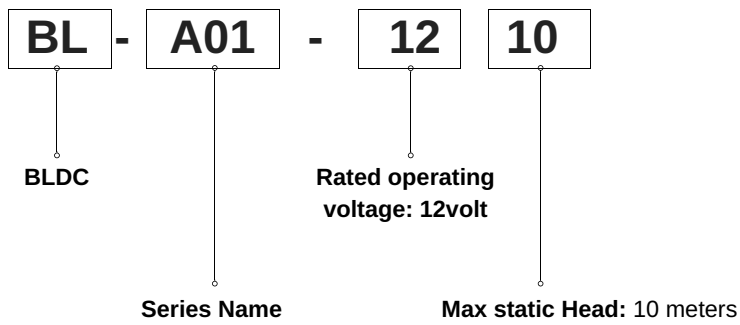 BL - A01 - 12 10
BLDC
Rated operating
voltage: 12volt
Series Name
Max static Head: 10 meters